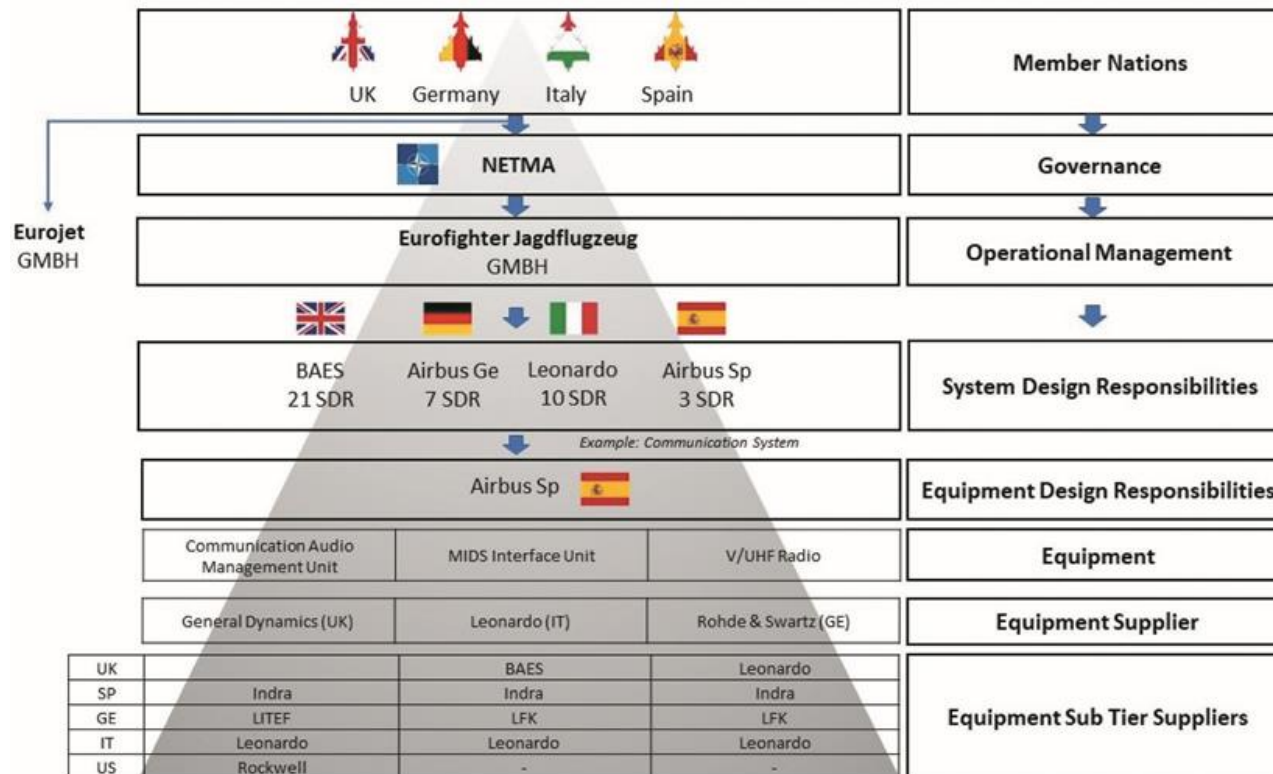 UK Germany Italy Spain
Member Nations
NETMA
Governance
Eurojet
GMBH
Eurofighter Jagdflugzeug
GMBH
Operational Management
BAES Airbus Ge Leonardo Airbus Sp
21 SDR 7 SDR 10 SDR 3 SDR
System Design Responsibilities
Example: Communication System
Airbus Sp
Equipment Design Responsibilities
Communication Audio
Management Unit
MIDS Interface Unit
V/UHF Radio
Equipment
General Dynamics (UK) Leonardo (IT) Rohde & Swartz (GE)
Equipment Supplier
UK BAES Leonardo
SP Indra Indra Indra
GE LITEF LFK LFK
IT Leonardo Leonardo Leonardo
US Rockwell - -
Equipment Sub Tier Suppliers